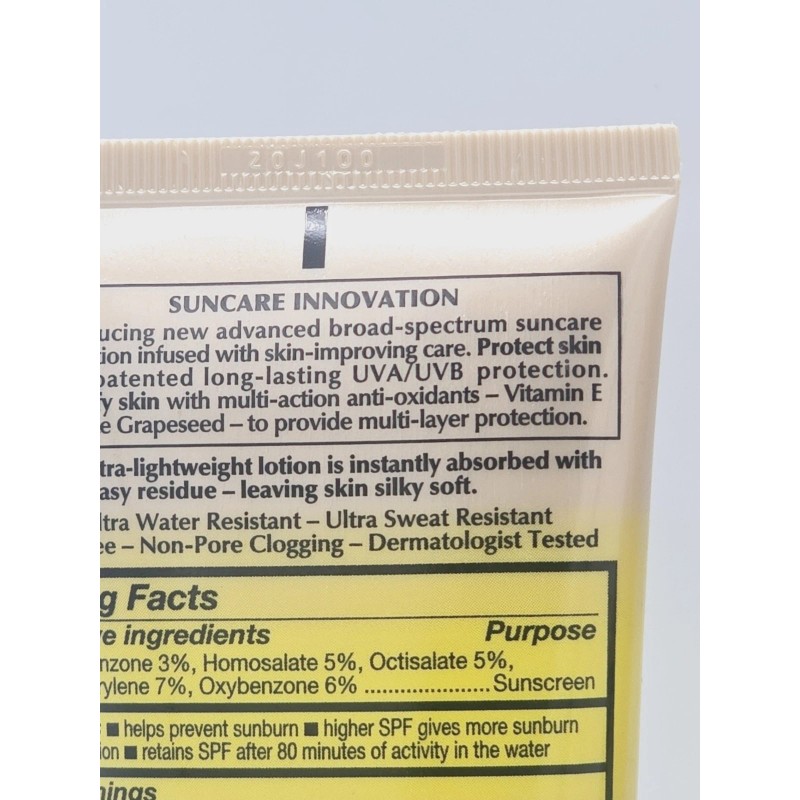 20J100
SUNCARE INNOVATION
ucing new advanced broad-spectrum suncare
ion infused with skin-improving care. Protect skin
patented long-lasting UVA/UVB protection.
fy skin with multi-action anti-oxidants – Vitamin E
e Grapeseed – to provide multi-layer protection.
tra-lightweight lotion is instantly absorbed with
asy residue – leaving skin silky soft.
ltra Water Resistant – Ultra Sweat Resistant
ee – Non-Pore Clogging – Dermatologist Tested
g Facts
ve ingredients Purpose
nzone 3%, Homosalate 5%, Octisalate 5%,
rylene 7%, Oxybenzone 6% ...................... Sunscreen
■ helps prevent sunburn ■ higher SPF gives more sunburn
ion ■ retains SPF after 80 minutes of activity in the water
nings